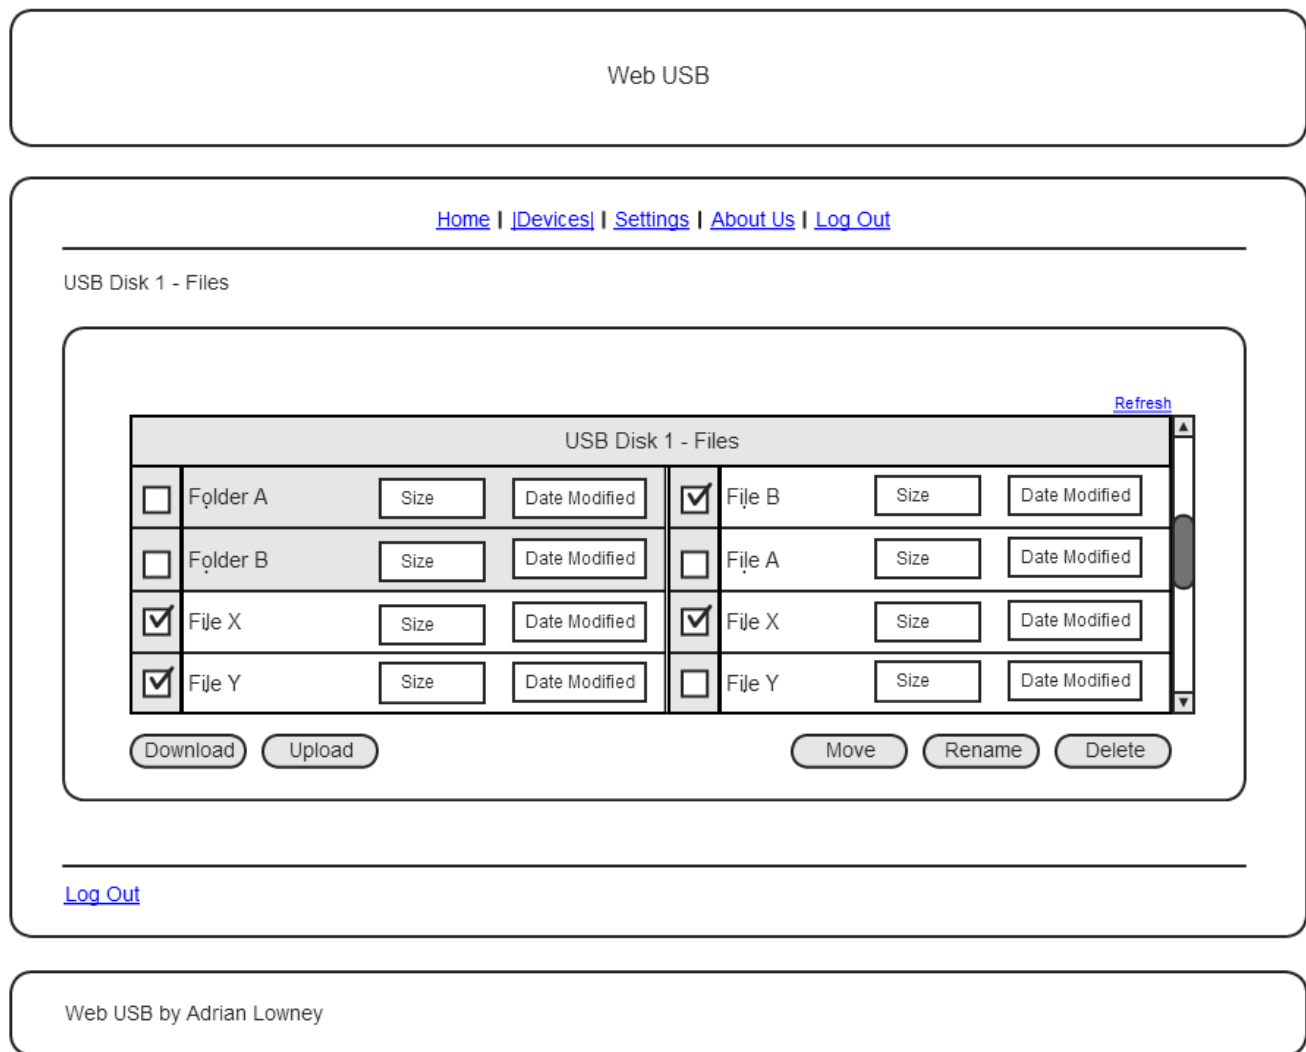 Web USB
Home | |Devices| | Settings | About Us | Log Out
USB Disk 1 - Files
Refresh
USB Disk 1 - Files
Folder A Size Date Modified File B Size Date Modified
Folder B Size Date Modified File A Size Date Modified
File X Size Date Modified File X Size Date Modified
File Y Size Date Modified File Y Size Date Modified
Download Upload Move Rename Delete
Log Out
Web USB by Adrian Lowney